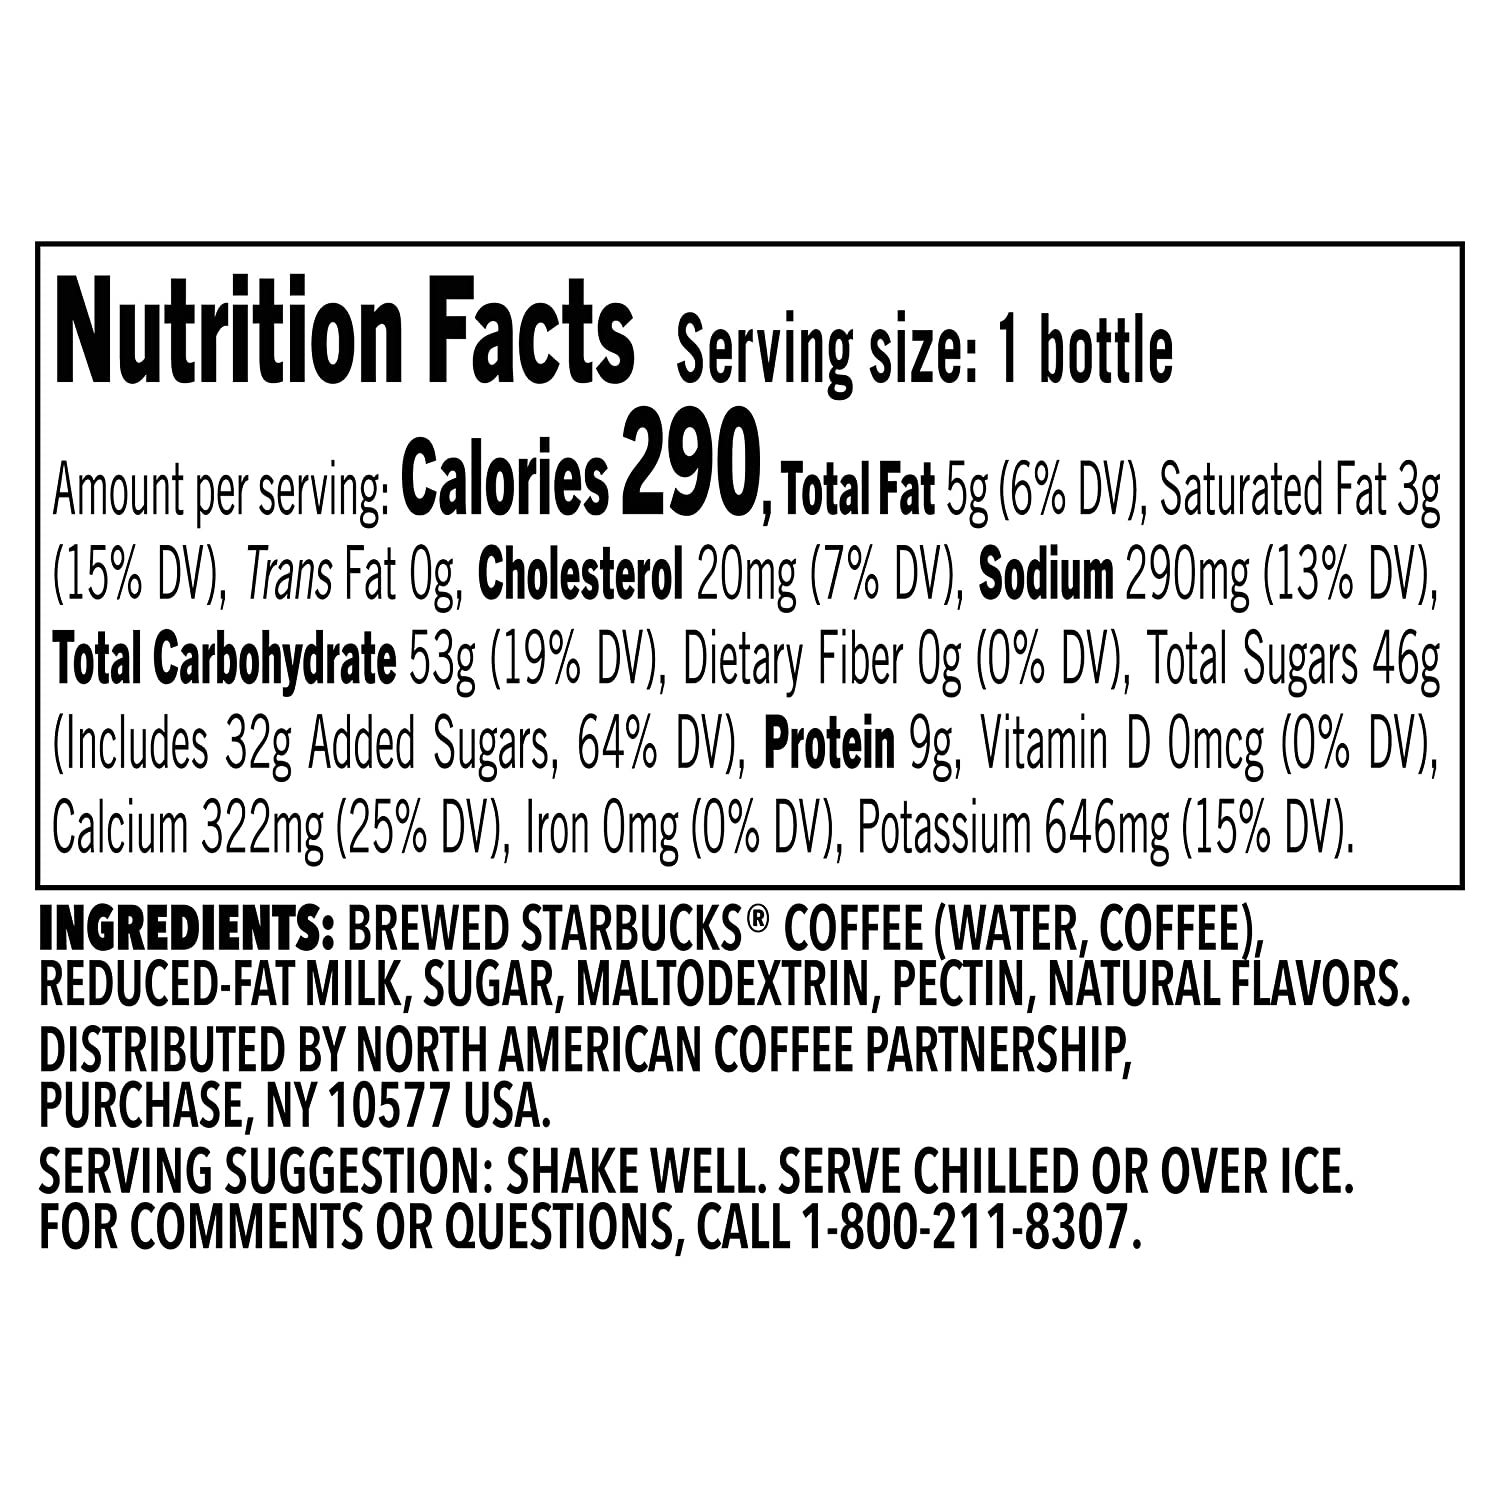 Nutrition Facts Serving size: 1 bottle
Amount per serving: Calories 290, Total Fat 5g (6% DV), Saturated Fat 3g
(15% DV), Trans Fat 0g, Cholesterol 20mg (7% DV), Sodium 290mg (13% DV),
Total Carbohydrate 53g (19% DV), Dietary Fiber 0g (0% DV), Total Sugars 46g
(Includes 32g Added Sugars, 64% DV), Protein 9g, Vitamin D 0mcg (0% DV),
Calcium 322mg (25% DV), Iron 0mg (0% DV), Potassium 646mg (15% DV).
INGREDIENTS: BREWED STARBUCKS® COFFEE (WATER, COFFEE),
REDUCED-FAT MILK, SUGAR, MALTODEXTRIN, PECTIN, NATURAL FLAVORS.
DISTRIBUTED BY NORTH AMERICAN COFFEE PARTNERSHIP,
PURCHASE, NY 10577 USA.
SERVING SUGGESTION: SHAKE WELL. SERVE CHILLED OR OVER ICE.
FOR COMMENTS OR QUESTIONS, CALL 1-800-211-8307.